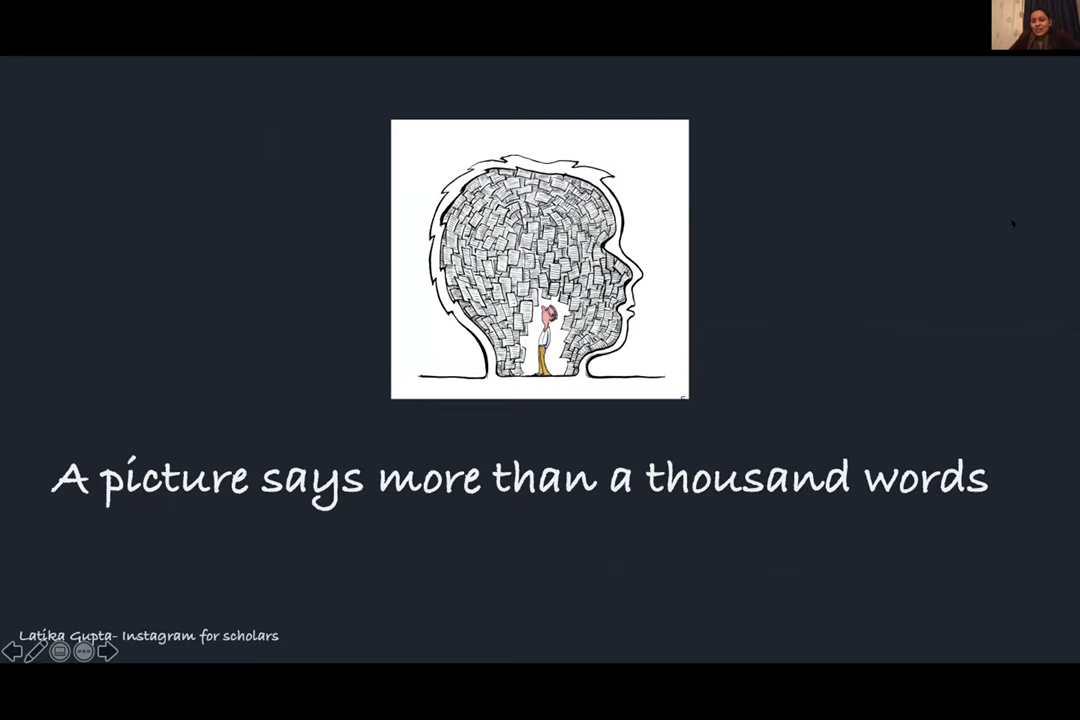 A picture says more than a thousand words
Latika Gupta- Instagram for scholars